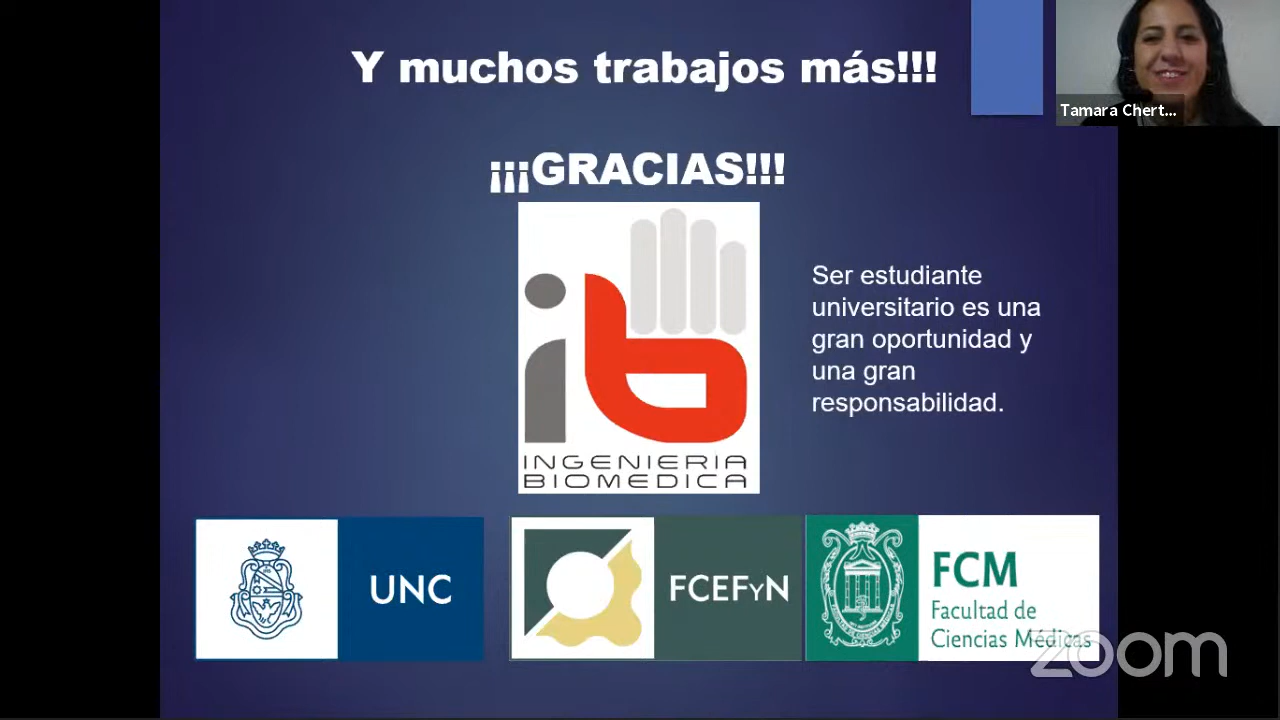 Y muchos trabajos más!!!
Tamara Chert...
¡¡¡GRACIAS!!!
Ser estudiante
universitario es una
gran oportunidad y
una gran
responsabilidad.
ib
INGENIERIA
BIOMEDICA
UNC
FCEFyN
FCM
Facultad de
Ciencias Médicas
zoom